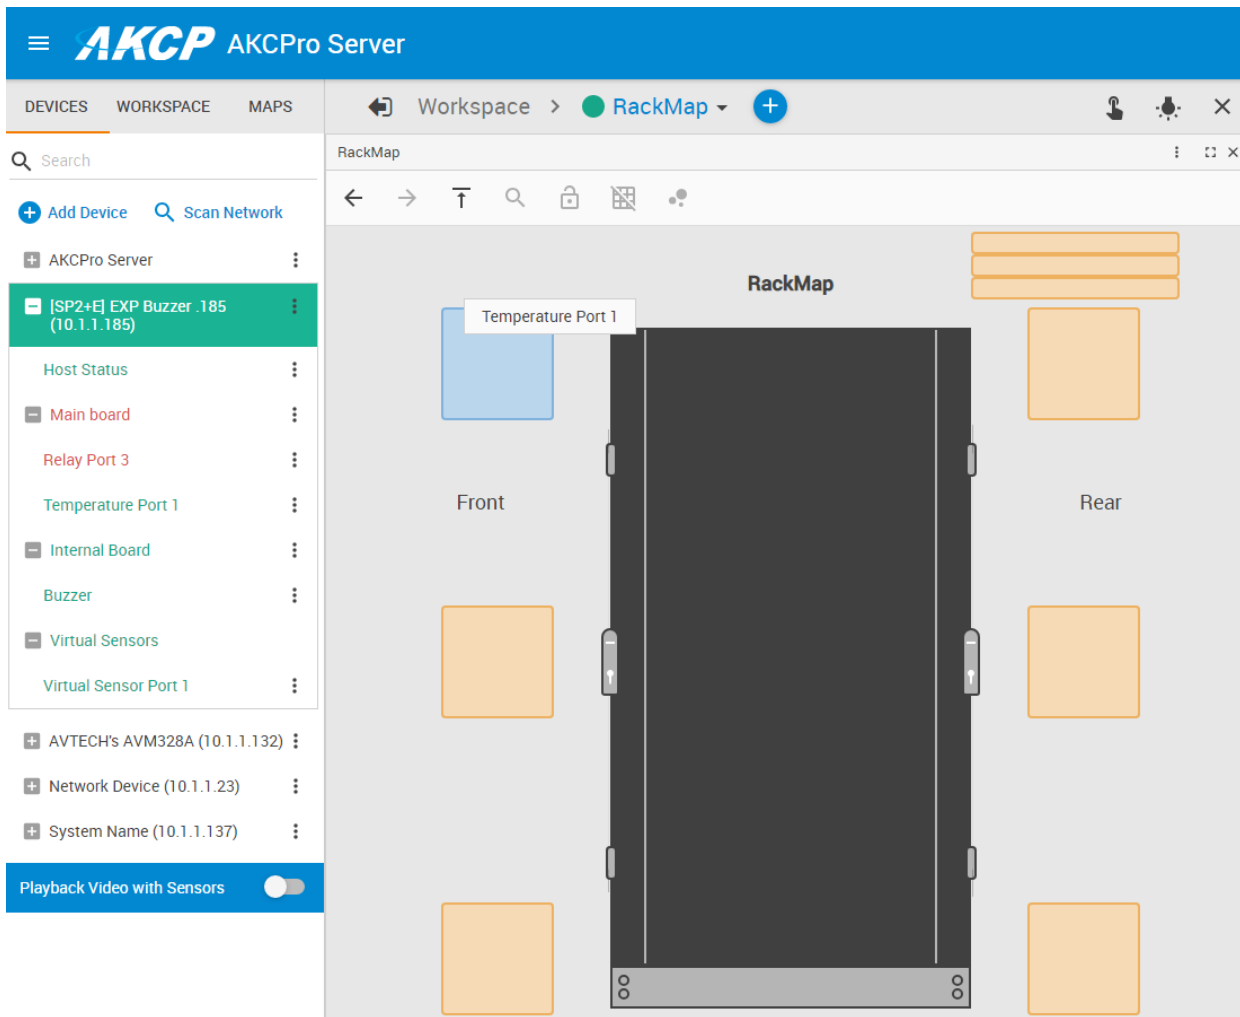 AKCP AKCPro Server
DEVICES WORKSPACE MAPS
Workspace > RackMap
Search
RackMap
Add Device Scan Network
AKCPro Server
[SP2+E] EXP Buzzer .185
(10.1.1.185)
Host Status
Main board
Relay Port 3
Temperature Port 1
Internal Board
Buzzer
Virtual Sensors
Virtual Sensor Port 1
AVTECH's AVM328A (10.1.1.132)
Network Device (10.1.1.23)
System Name (10.1.1.137)
Playback Video with Sensors
RackMap
Temperature Port 1
Front
Rear